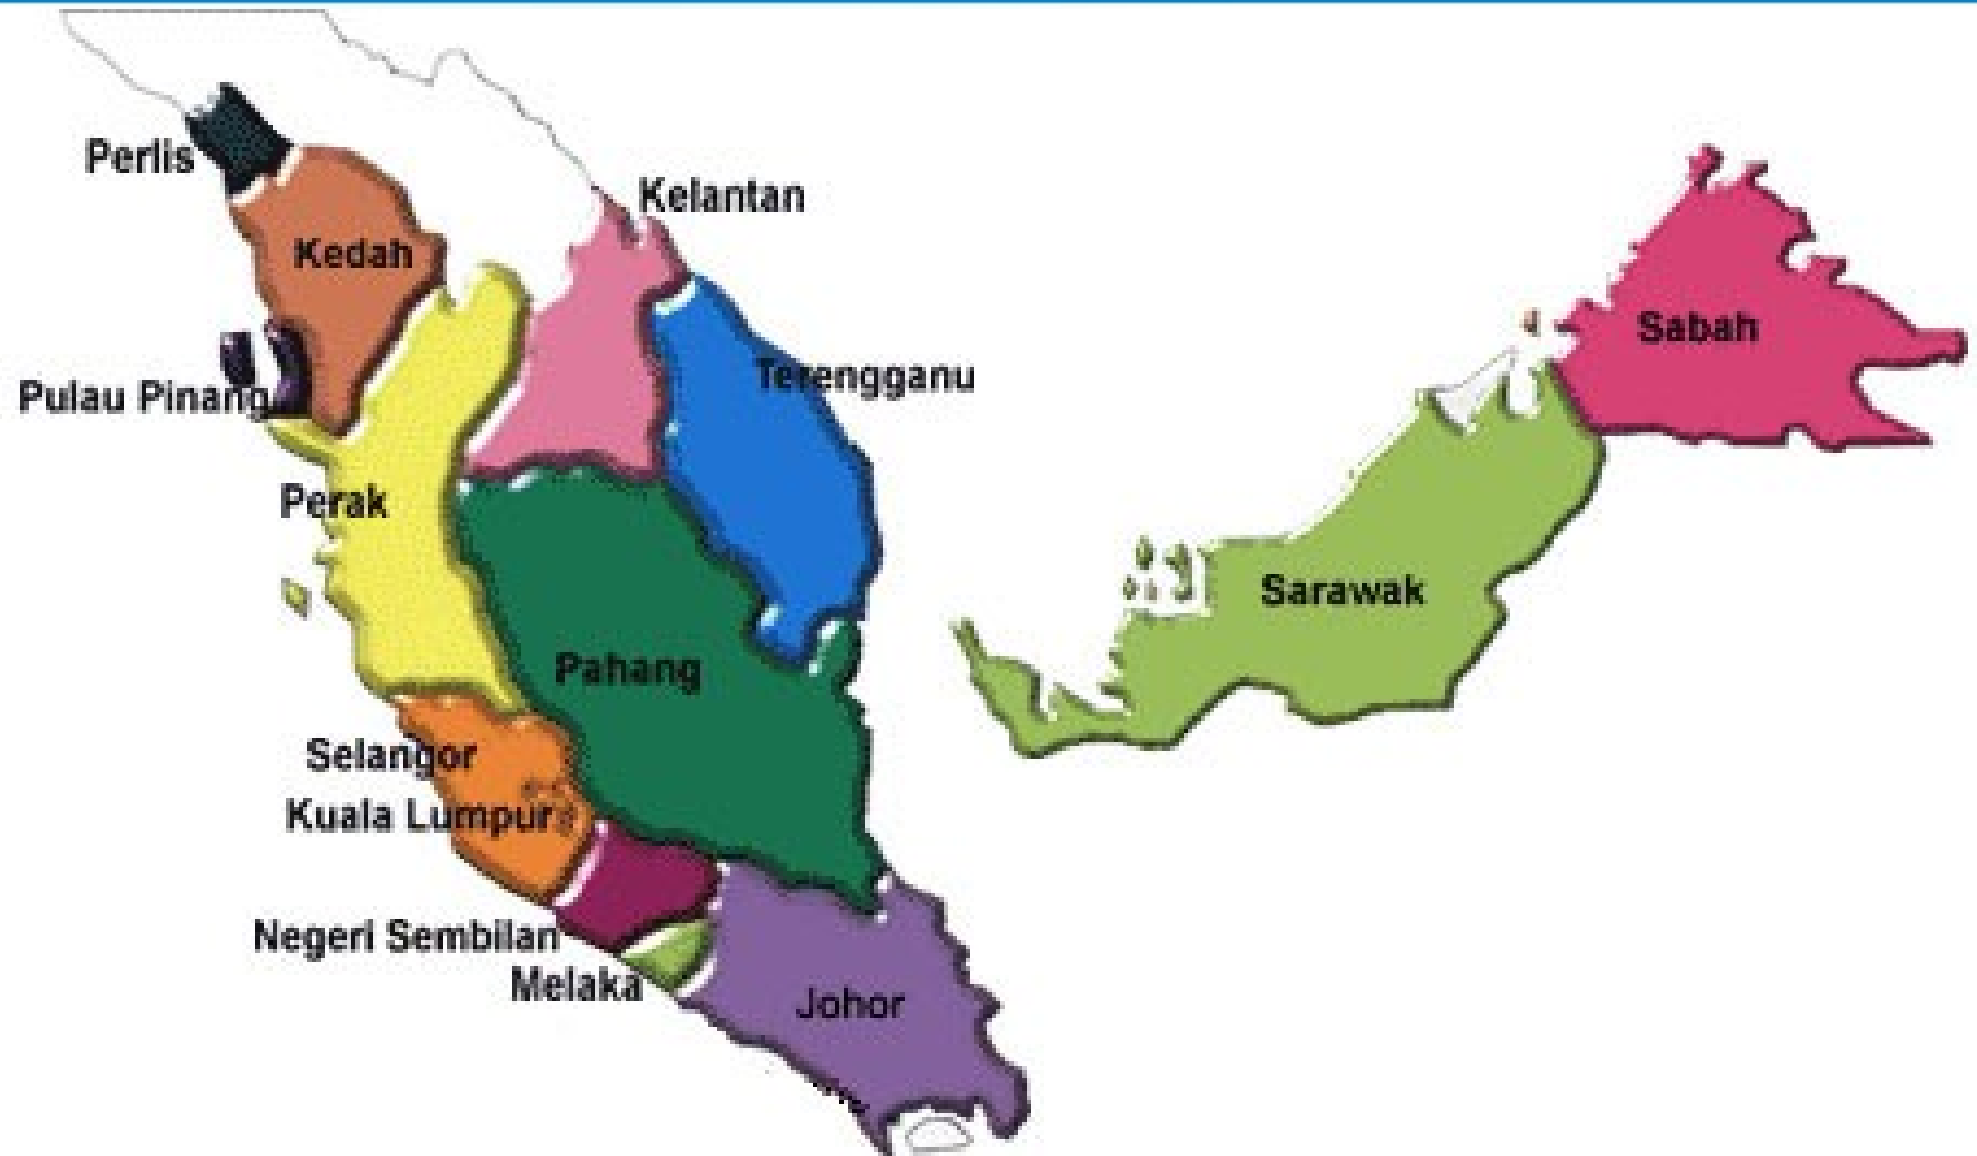 Perlis
Kelantan
Kedah
Sabah
Terengganu
Pulau Pinang
Perak
Sarawak
Pahang
Selangor
Kuala Lumpur
Negeri Sembilan
Melaka
Johor